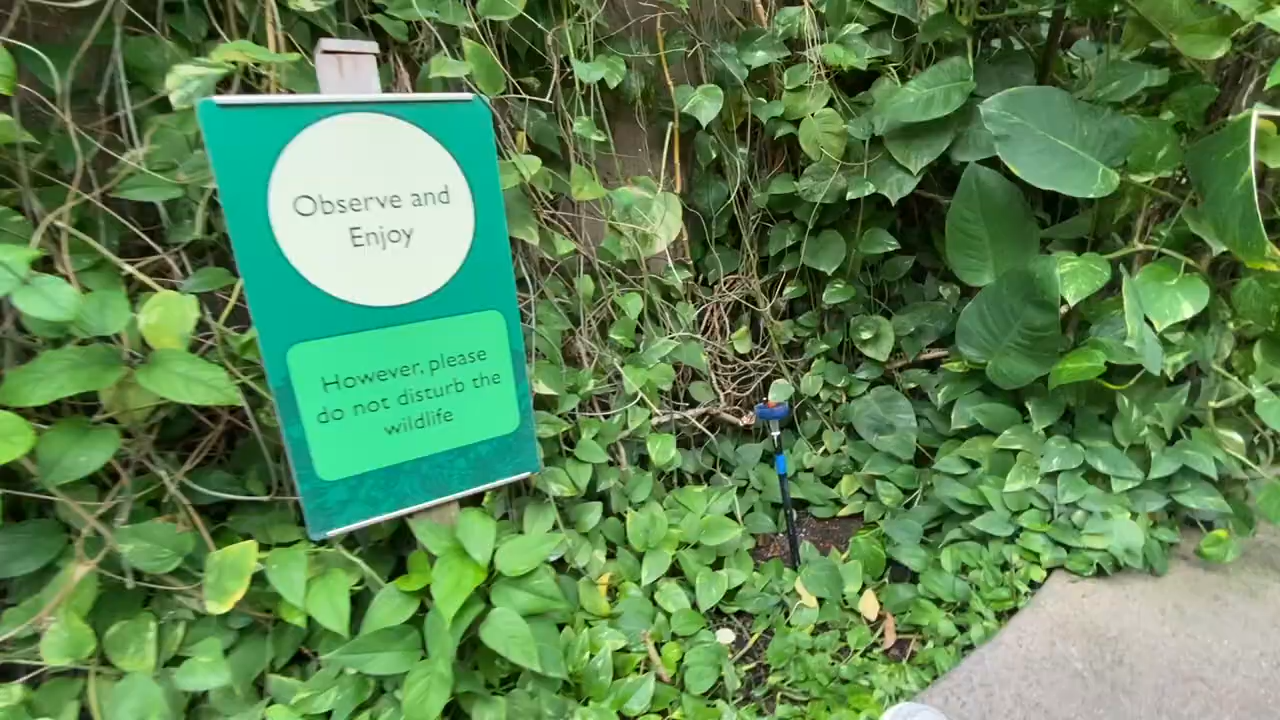 Observe and
Enjoy
However, please
do not disturb the
wildlife